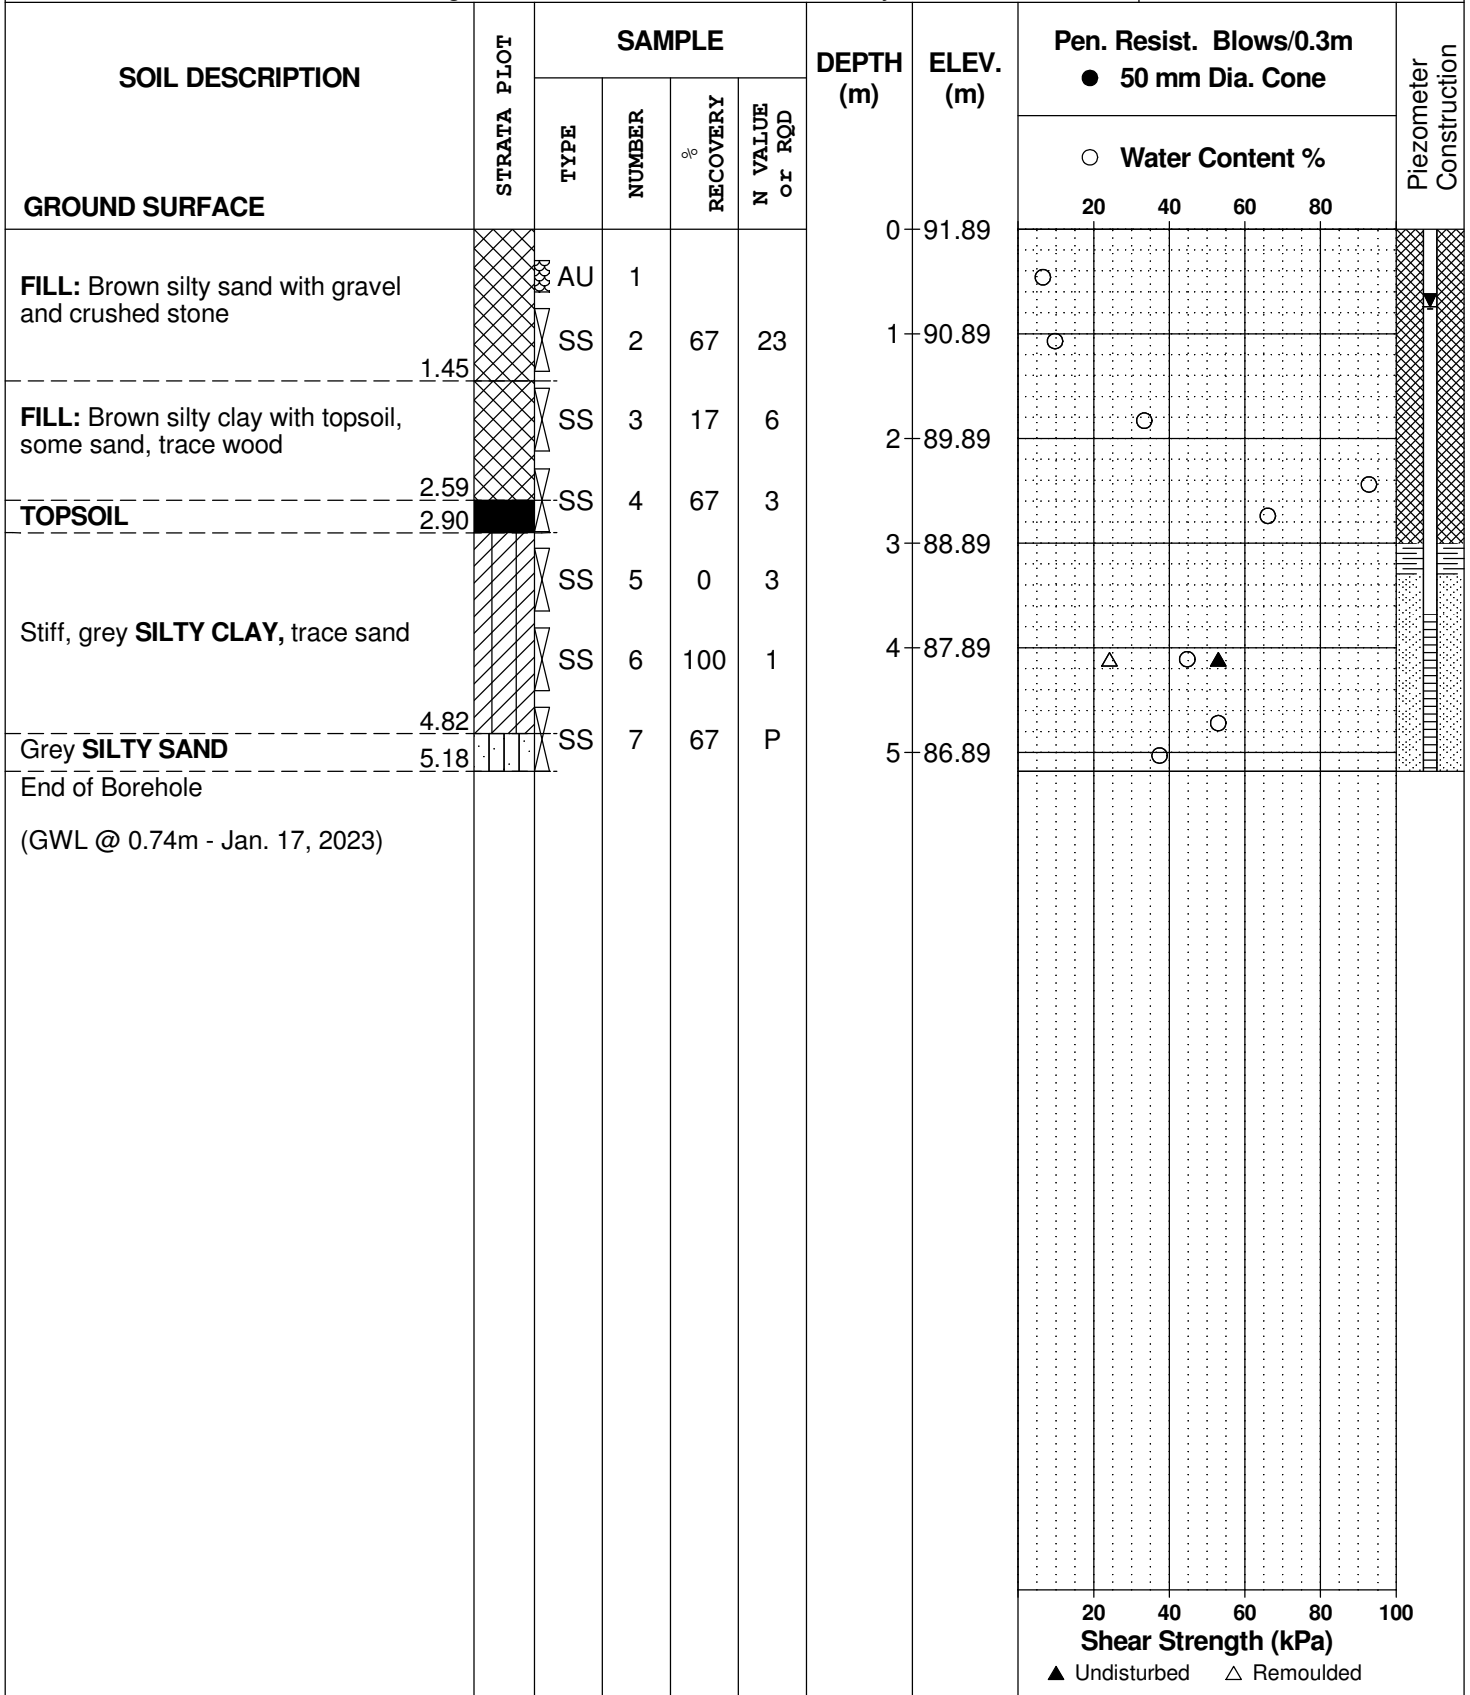 SOIL DESCRIPTION
GROUND SURFACE
STRATA PLOT
SAMPLE
TYPE
NUMBER
% RECOVERY
N VALUE or RQD
DEPTH (m)
ELEV. (m)
Pen. Resist. Blows/0.3m
● 50 mm Dia. Cone
○ Water Content %
20 40 60 80
Piezometer Construction
0 91.89
FILL: Brown silty sand with gravel
and crushed stone
AU 1
SS 2 67 23
1 90.89
1.45
FILL: Brown silty clay with topsoil,
some sand, trace wood
SS 3 17 6
2 89.89
2.59
SS 4 67 3
TOPSOIL 2.90
3 88.89
SS 5 0 3
Stiff, grey SILTY CLAY, trace sand
SS 6 100 1
4 87.89
4.82
Grey SILTY SAND
SS 7 67 P
5 86.89
5.18
End of Borehole
(GWL @ 0.74m - Jan. 17, 2023)
20 40 60 80 100
Shear Strength (kPa)
▲ Undisturbed △ Remoulded